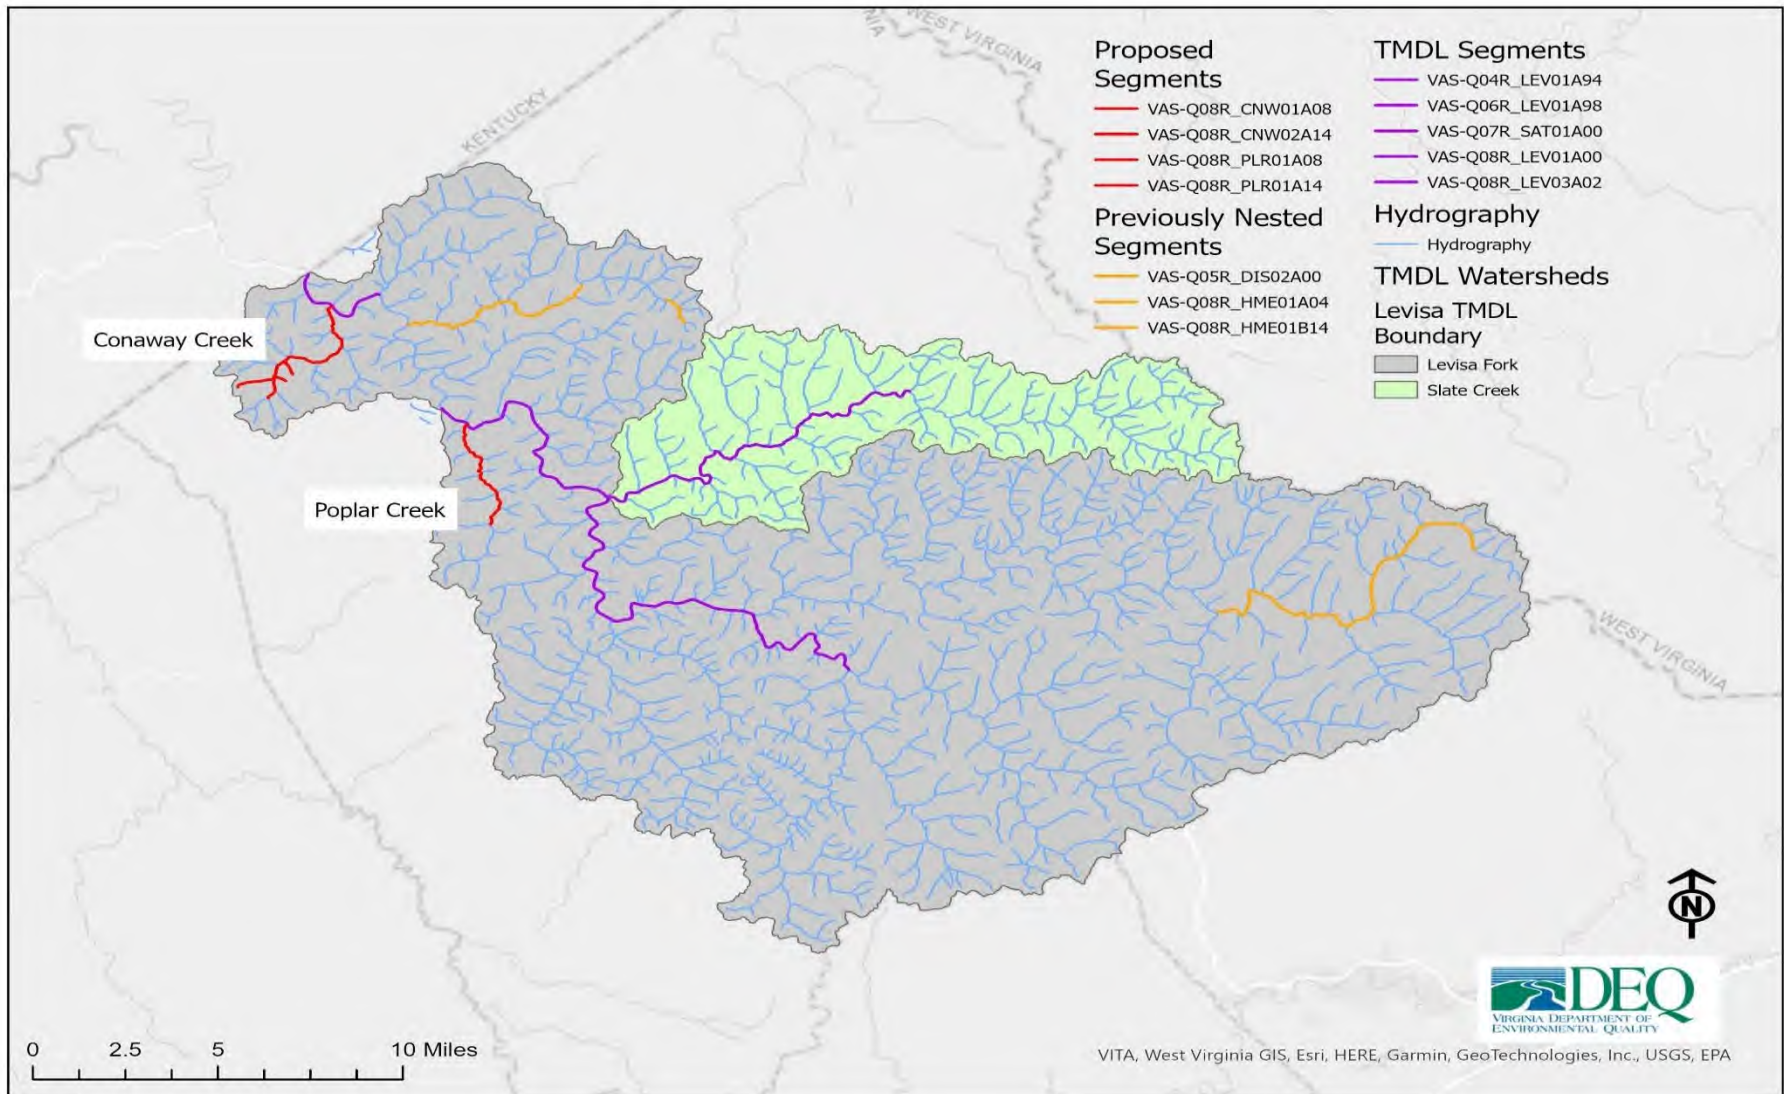 WEST VIRGINIA
NIA
KENTUCKY
Proposed
Segments
VAS-Q08R_CNW01A08
VAS-Q08R_CNW02A14
VAS-Q08R_PLR01A08
VAS-Q08R_PLR01A14
Previously Nested
Segments
VAS-Q05R_DIS02A00
VAS-Q08R_HME01A04
VAS-Q08R_HME01B14
TMDL Segments
VAS-Q04R_LEV01A94
VAS-Q06R_LEV01A98
VAS-Q07R_SAT01A00
VAS-Q08R_LEV01A00
VAS-Q08R_LEV03A02
Hydrography
Hydrography
TMDL Watersheds
Levisa TMDL
Boundary
Levisa Fork
Slate Creek
Conaway Creek
Poplar Creek
WEST VIRGINIA
N
DEQ
VIRGINIA DEPARTMENT OF
ENVIRONMENTAL QUALITY
0 2.5 5 10 Miles
VITA, West Virginia GIS, Esri, HERE, Garmin, GeoTechnologies, Inc., USGS, EPA